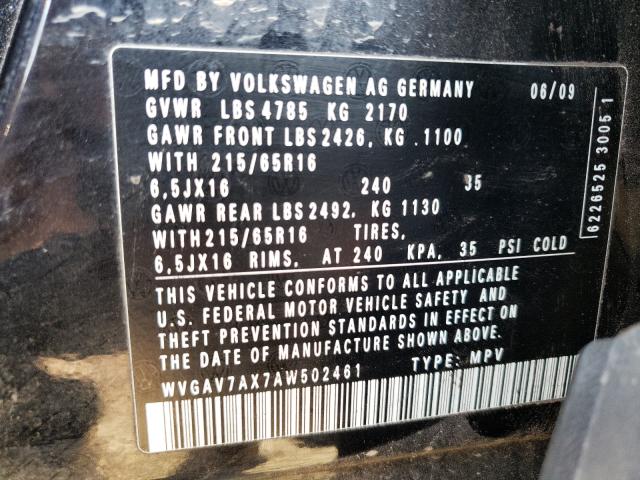 MFD BY VOLKSWAGEN AG GERMANY 06/09
GVWR LBS 4785 KG 2170
GAWR FRONT LBS 2426, KG .1100
WITH 215/65R16
6,5JX16 240 35
GAWR REAR LBS 2492, KG 1130
WITH215/65R16 TIRES,
6,5JX16 RIMS, AT 240 KPA, 35 PSI COLD
THIS VEHICLE CONFORMS TO ALL APPLICABLE
U.S. FEDERAL MOTOR VEHICLE SAFETY AND
THEFT PREVENTION STANDARDS IN EFFECT ON
THE DATE OF MANUFACTURE SHOWN ABOVE.
WVGAV7AX7AW502461 TYPE: MPV
6226525 30051